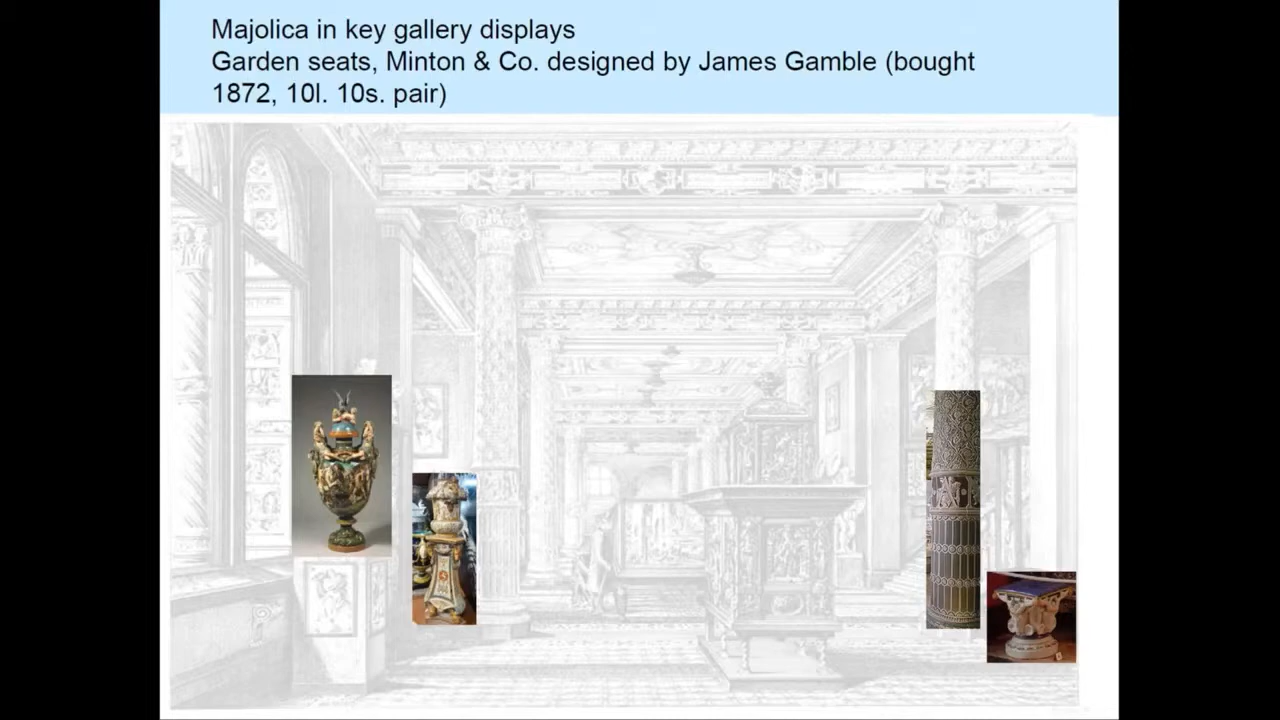 Majolica in key gallery displays
Garden seats, Minton & Co. designed by James Gamble (bought
1872, 10l. 10s. pair)